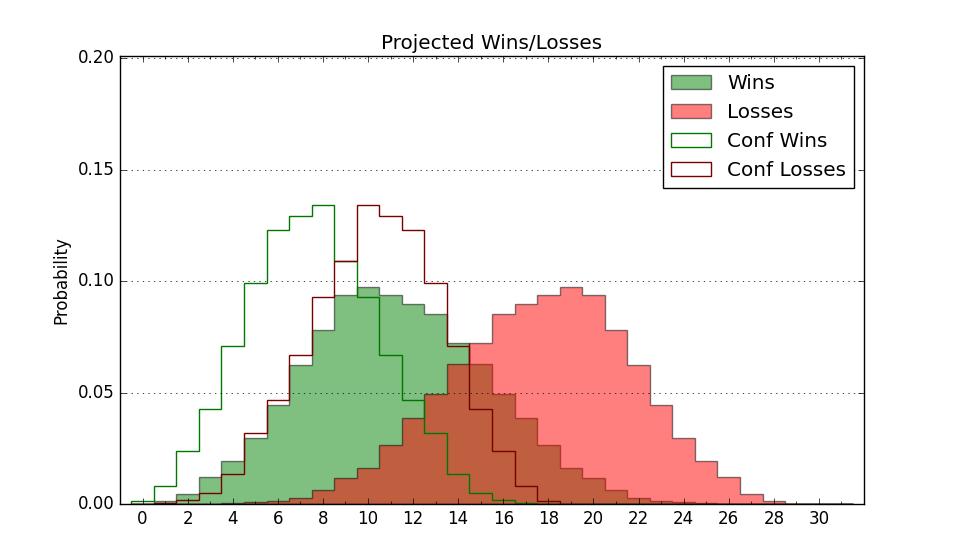 Projected Wins/Losses
0.20
0.15
0.10
0.05
0.00
Probability
Wins
Losses
Conf Wins
Conf Losses
0 2 4 6 8 10 12 14 16 18 20 22 24 26 28 30